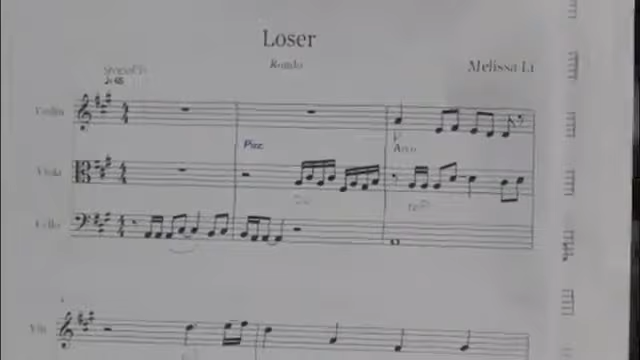 Loser
Rondo
Melissa Li
Violin
Pizz
P
Arco
Viola
Cello
Vln